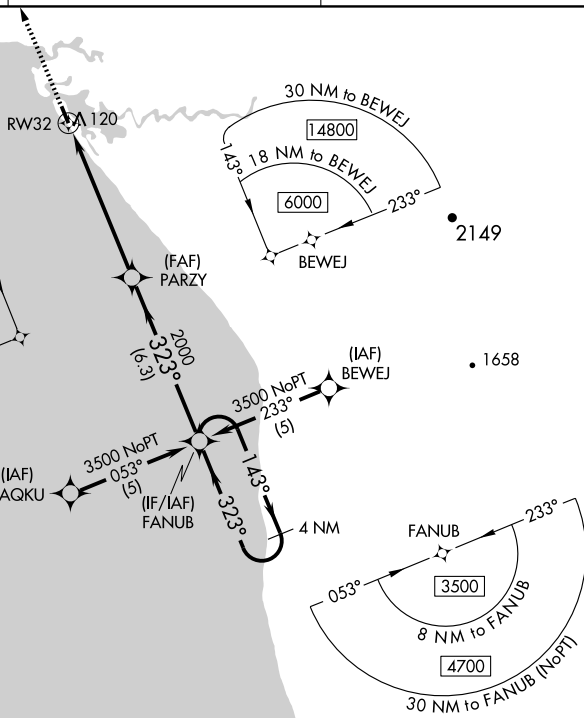 RW32
120
30 NM to BEWEJ
14800
143°
18 NM to BEWEJ
6000
233°
BEWEJ
2149
(FAF)
PARZY
2000
323°
(6.3)
1658
(IAF)
BEWEJ
3500 NoPT
233°
(5)
3500 NoPT
053°
(5)
(IAF)
AQKU
(IF/IAF)
FANUB
143°
323°
4 NM
FANUB
233°
053°
3500
8 NM to FANUB
4700
30 NM to FANUB (NoPT)